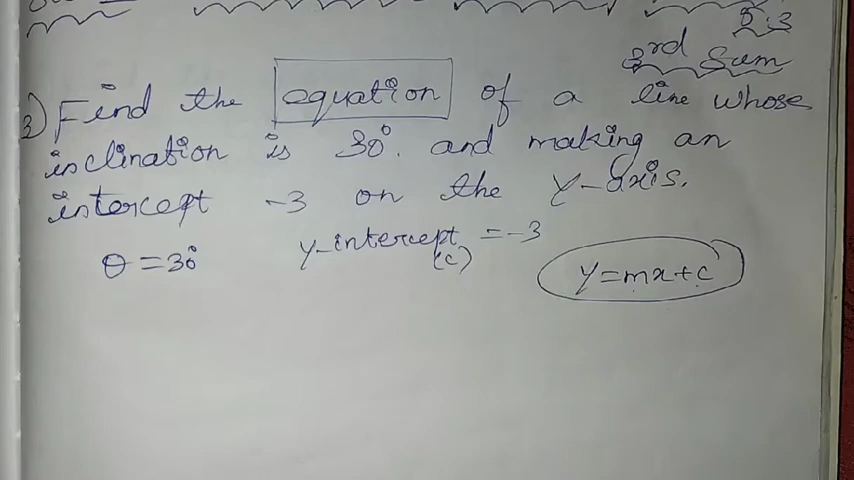 5.3
3rd Sum
3) Find the equation of a line whose
inclination is 30°. and making an
intercept -3 on the Y-axis.
θ = 30° y-intercept = -3
(c)
y = mx + c